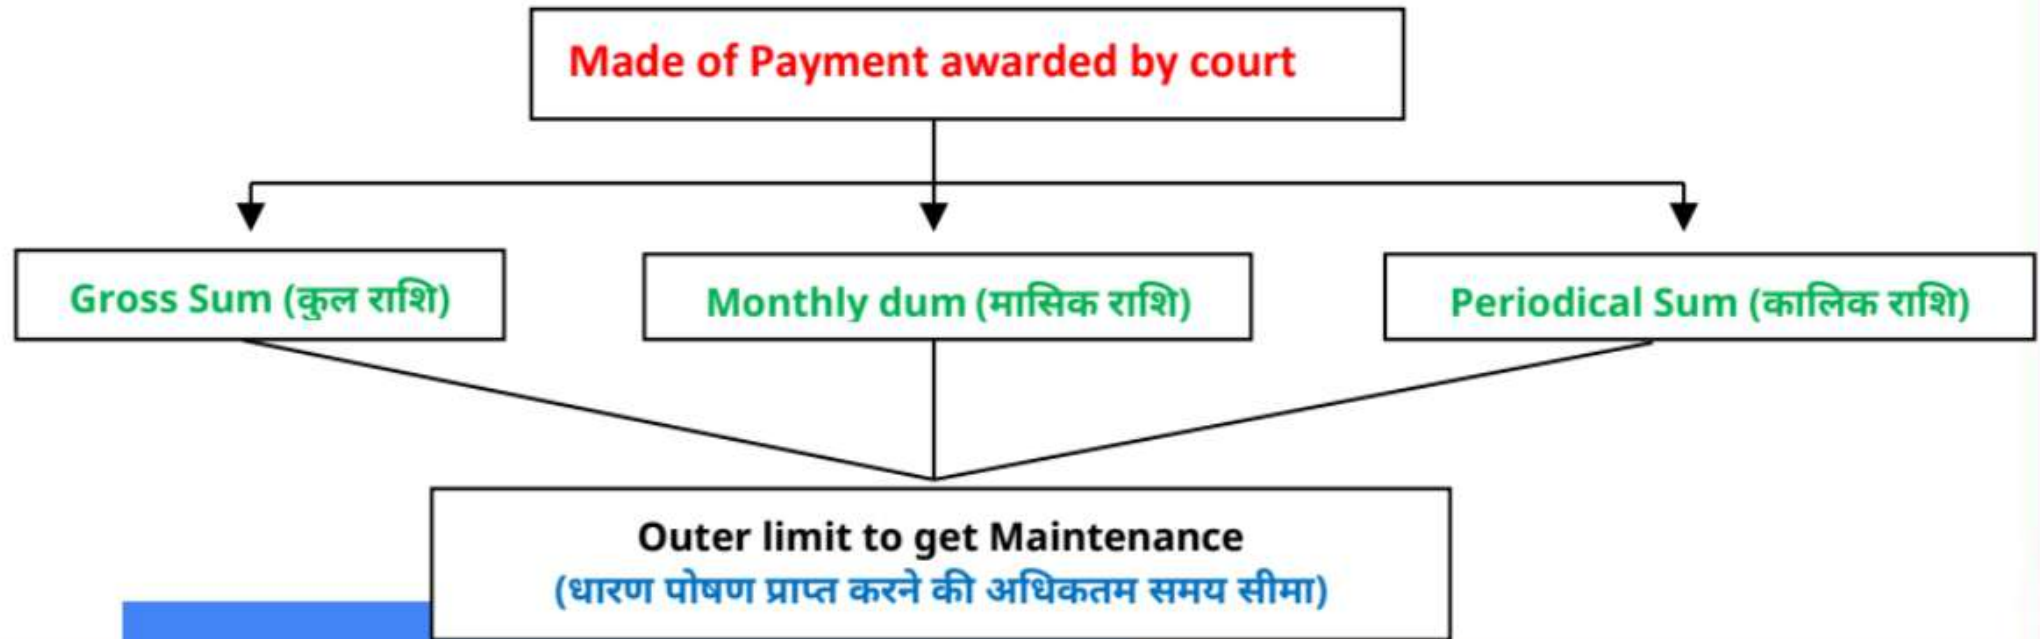 Made of Payment awarded by court
Gross Sum (कुल राशि)
Monthly dum (मासिक राशि)
Periodical Sum (कालिक राशि)
Outer limit to get Maintenance
(धारण पोषण प्राप्त करने की अधिकतम समय सीमा)